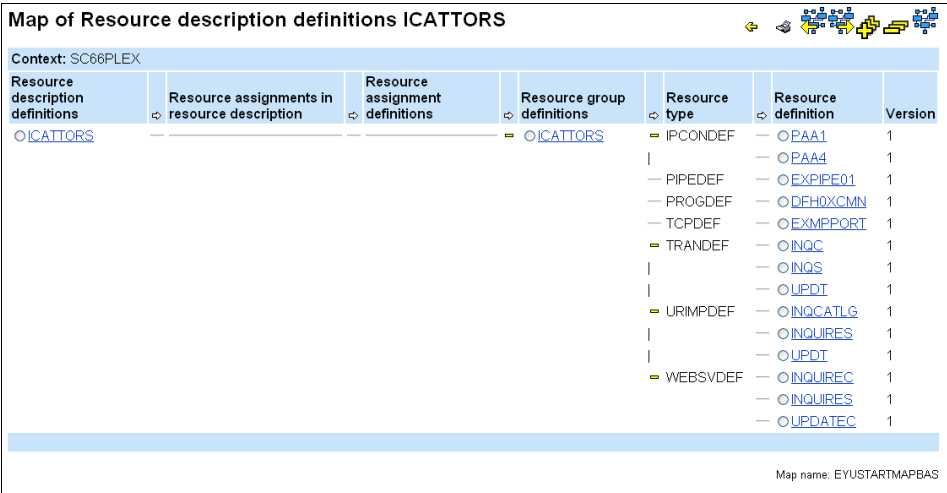 Map of Resource description definitions ICATTORS
Context: SC66PLEX
Resource description definitions Resource assignments in resource description Resource assignment definitions Resource group definitions Resource type Resource definition Version
ICATTORS ICATTORS IPCONDEF PAA1 1
PAA4 1
PIPEDEF EXPIPE01 1
PROGDEF DFH0XCMN 1
TCPDEF EXMPPORT 1
TRANDEF INQC 1
INQS 1
UPDT 1
URIMPDEF INQCATLG 1
INQUIRES 1
UPDT 1
WEBSVDEF INQUIREC 1
INQUIRES 1
UPDATEC 1
Map name: EYUSTARTMAPBAS